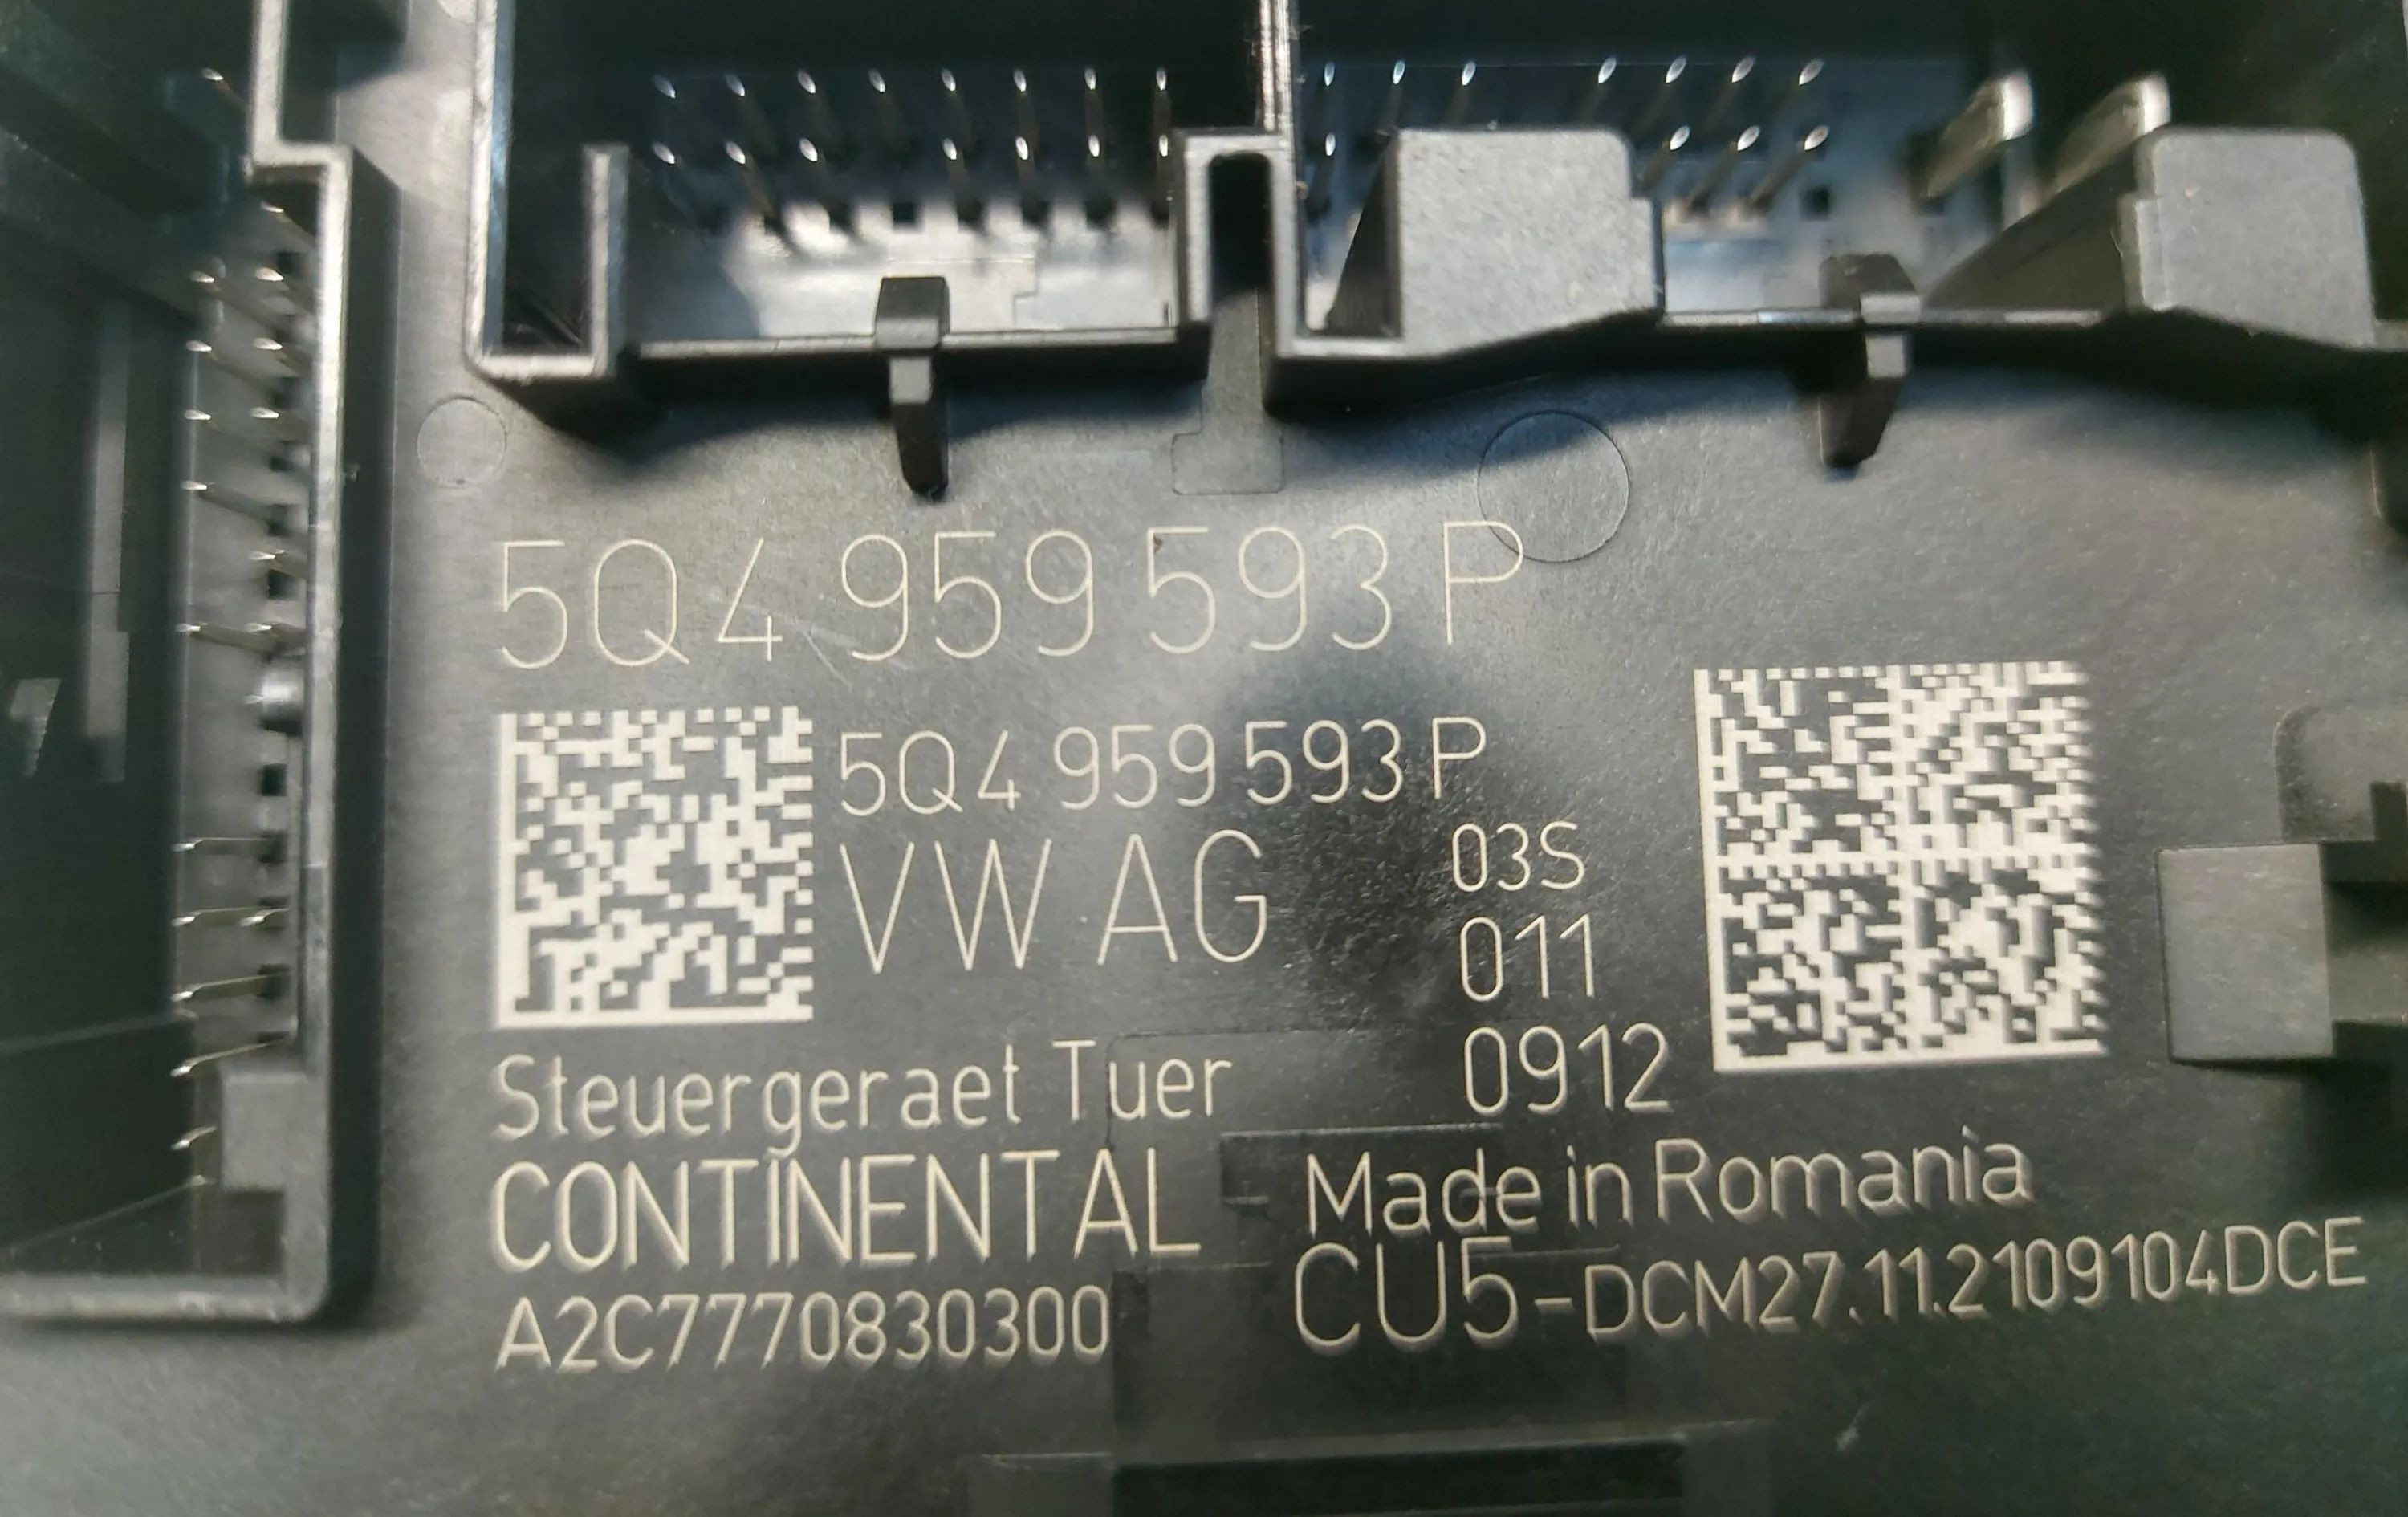 5Q4 959 593 P
5Q4 959 593 P
VW AG
03S
011
0912
Steuergeraet Tuer
CONTINENTAL
Made in Romania
A2C7770830300
CU5-DCM27.11.2109104DCE